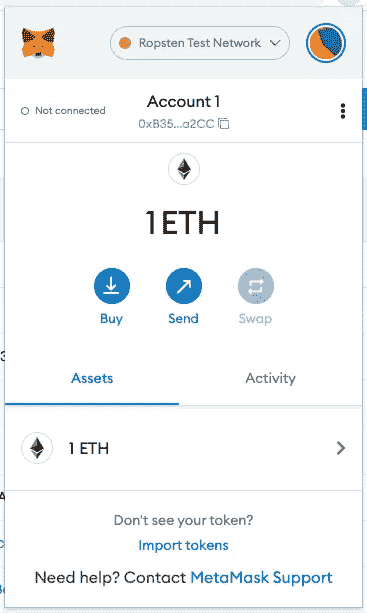 Ropsten Test Network
Not connected
Account 1
0xB35...a2CC
1 ETH
Buy Send Swap
Assets Activity
1 ETH
Don't see your token?
Import tokens
Need help? Contact MetaMask Support